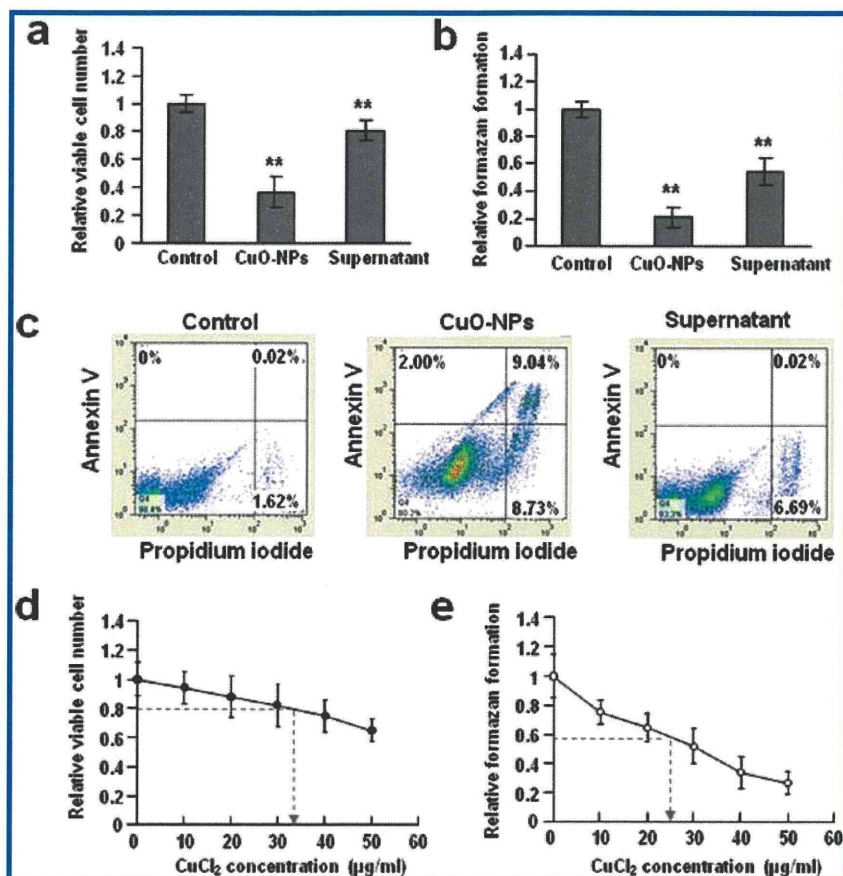 a
b
Relative viable cell number
1.4
1.2
1
0.8
0.6
0.4
0.2
0
**
**
Control CuO-NPs Supernatant
Relative formazan formation
1.4
1.2
1
0.8
0.6
0.4
0.2
0
**
**
Control CuO-NPs Supernatant
c
Control
CuO-NPs
Supernatant
Annexin V
0% 0.02%
1.62%
Propidium iodide
Annexin V
2.00% 9.04%
Q4
80.2%
8.73%
Propidium iodide
Annexin V
0% 0.02%
Q4
93.3%
6.69%
Propidium iodide
d
Relative viable cell number
1.4
1.2
1
0.8
0.6
0.4
0.2
0
0 10 20 30 40 50 60
CuCl₂ concentration (µg/ml)
e
Relative formazan formation
1.4
1.2
1
0.8
0.6
0.4
0.2
0
0 10 20 30 40 50 60
CuCl₂ concentration (µg/ml)